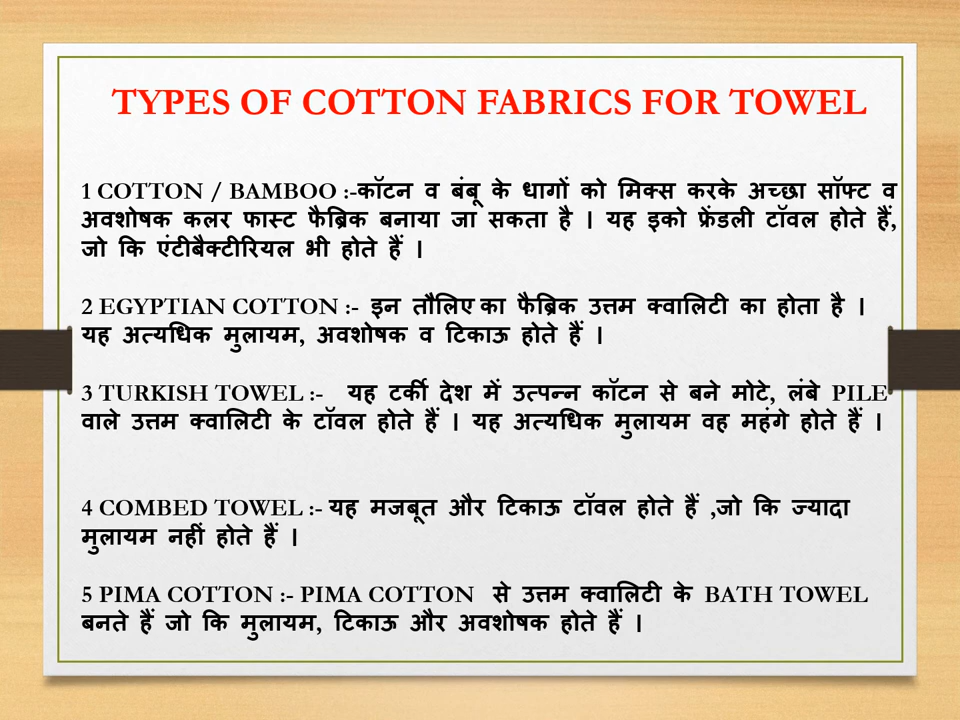 TYPES OF COTTON FABRICS FOR TOWEL
1 COTTON / BAMBOO :-कॉटन व बंबू के धागों को मिक्स करके अच्छा सॉफ्ट व
अवशोषक कलर फास्ट फैब्रिक बनाया जा सकता है । यह इको फ्रेंडली टॉवल होते हैं,
जो कि एंटीबैक्टीरियल भी होते हैं ।
2 EGYPTIAN COTTON :- इन तौलिए का फैब्रिक उत्तम क्वालिटी का होता है ।
यह अत्यधिक मुलायम, अवशोषक व टिकाऊ होते हैं ।
3 TURKISH TOWEL :- यह टर्की देश में उत्पन्न कॉटन से बने मोटे, लंबे PILE
वाले उत्तम क्वालिटी के टॉवल होते हैं । यह अत्यधिक मुलायम वह महंगे होते हैं ।
4 COMBED TOWEL :- यह मजबूत और टिकाऊ टॉवल होते हैं ,जो कि ज्यादा
मुलायम नहीं होते हैं ।
5 PIMA COTTON :- PIMA COTTON से उत्तम क्वालिटी के BATH TOWEL
बनते हैं जो कि मुलायम, टिकाऊ और अवशोषक होते हैं ।